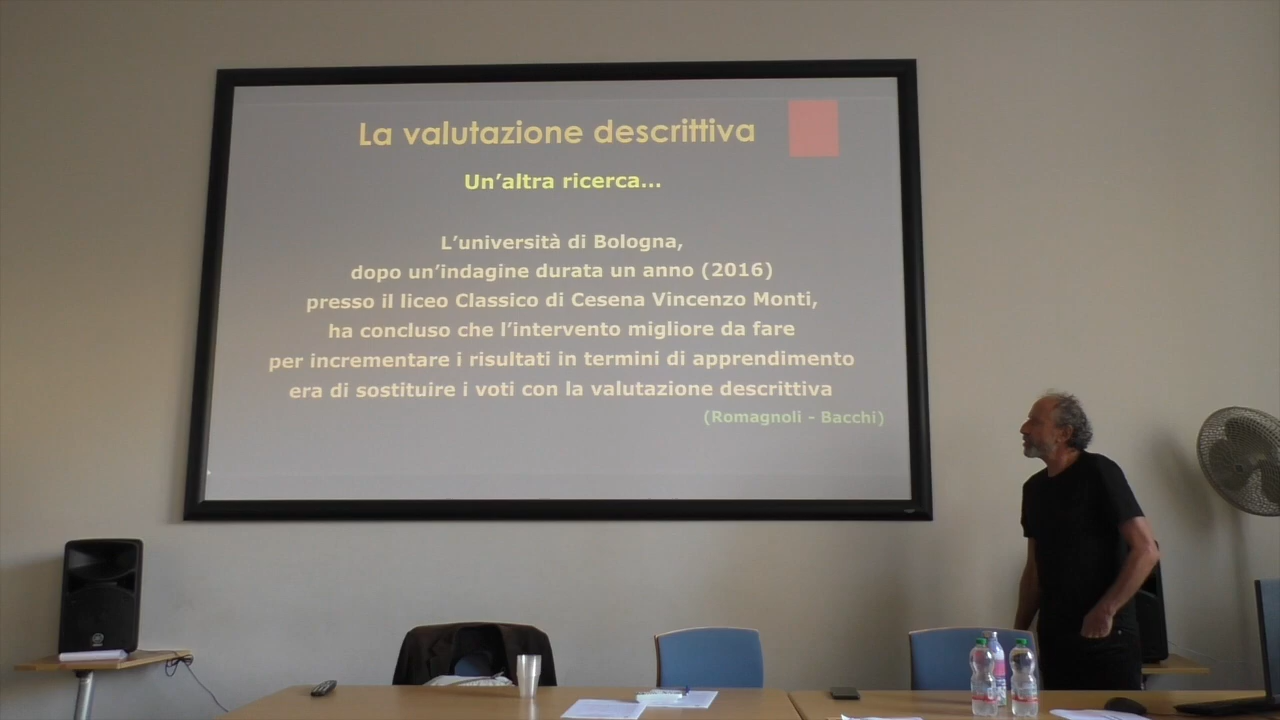 La valutazione descrittiva
Un'altra ricerca...
L'università di Bologna,
dopo un'indagine durata un anno (2016)
presso il liceo Classico di Cesena Vincenzo Monti,
ha concluso che l'intervento migliore da fare
per incrementare i risultati in termini di apprendimento
era di sostituire i voti con la valutazione descrittiva
(Romagnoli - Bacchi)